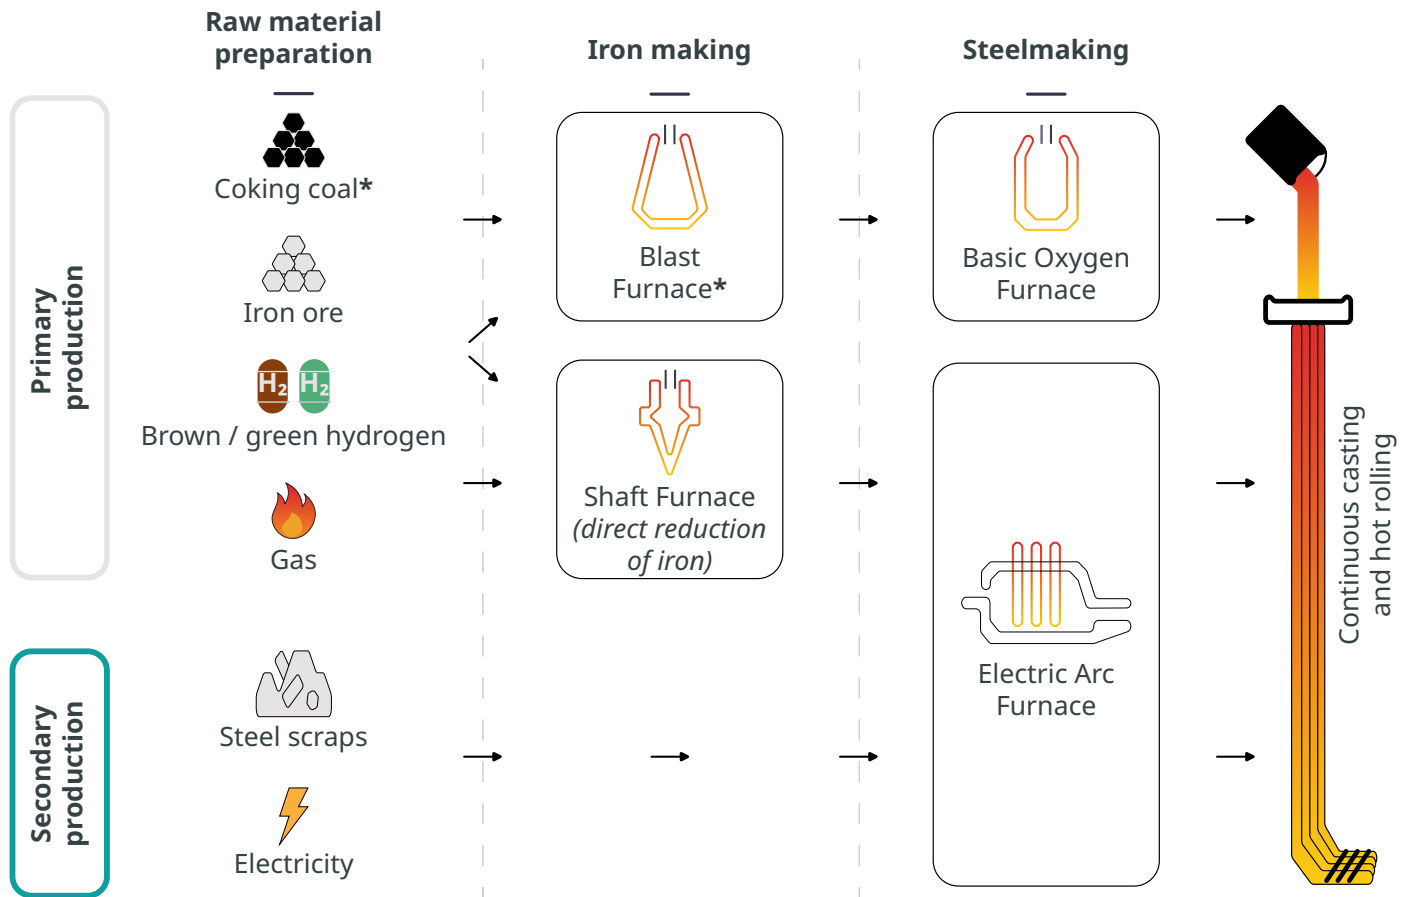 Raw material
preparation
Iron making
Steelmaking
Primary
production
Coking coal*
Iron ore
H₂ H₂
Brown / green hydrogen
Gas
Blast
Furnace*
Shaft Furnace
(direct reduction
of iron)
Basic Oxygen
Furnace
Electric Arc
Furnace
Continuous casting
and hot rolling
Secondary
production
Steel scraps
Electricity